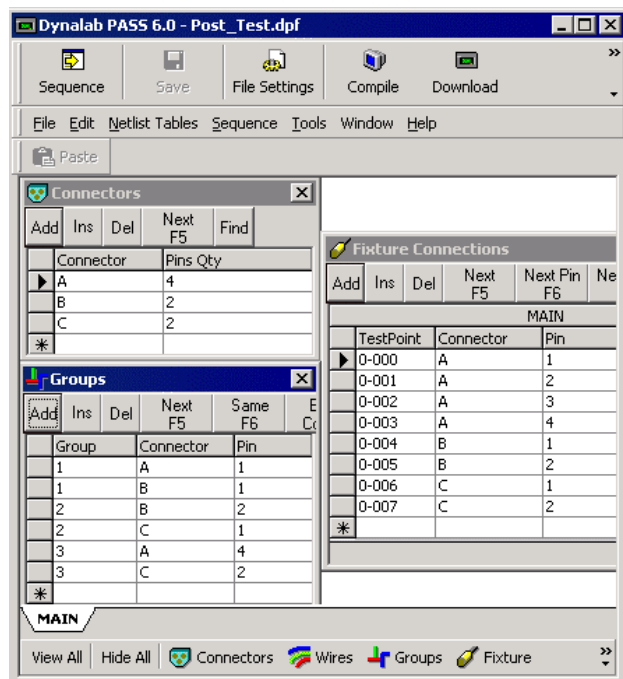 Dynalab PASS 6.0 - Post_Test.dpf
Sequence Save File Settings Compile Download »
File Edit Netlist Tables Sequence Tools Window Help
Paste
Connectors
Add Ins Del Next F5 Find
Connector Pins Qty
A 4
B 2
C 2
Groups
Add Ins Del Next F5 Same F6
Group Connector Pin
1 A 1
1 B 1
2 B 2
2 C 1
3 A 4
3 C 2
Fixture Connections
Add Ins Del Next F5 Next Pin F6 Ne
MAIN
TestPoint Connector Pin
0-000 A 1
0-001 A 2
0-002 A 3
0-003 A 4
0-004 B 1
0-005 B 2
0-006 C 1
0-007 C 2
MAIN
View All Hide All Connectors Wires Groups Fixture »